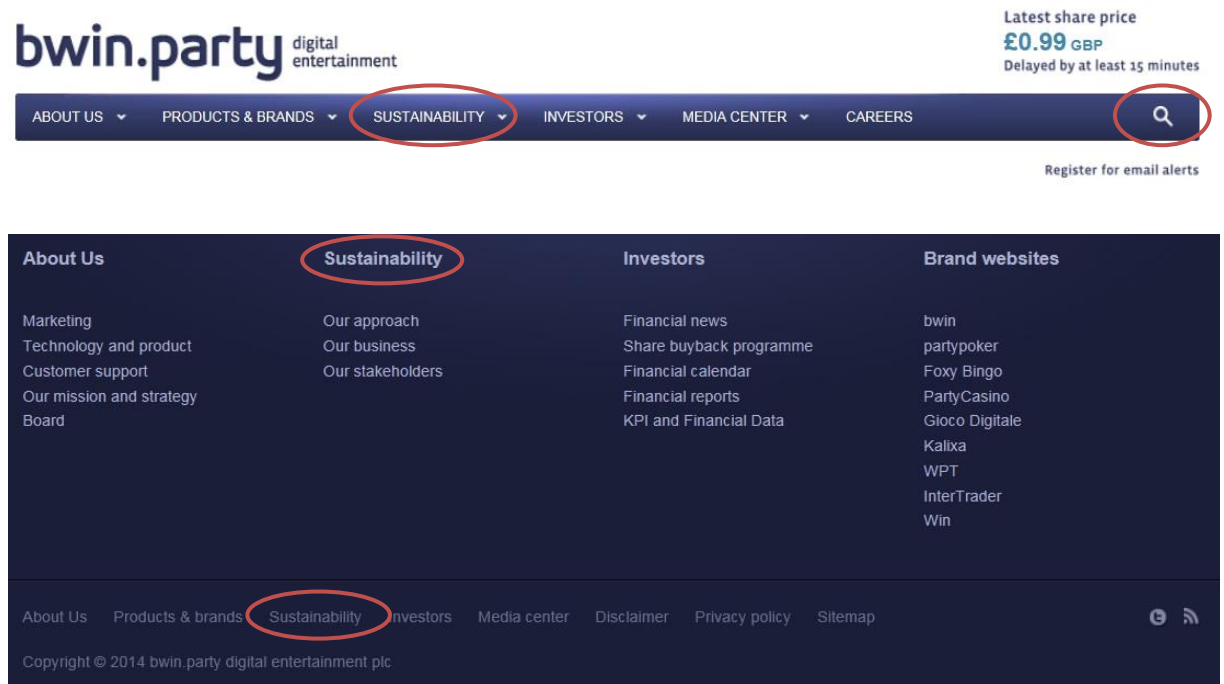 bwin.party digital entertainment
Latest share price
£0.99 GBP
Delayed by at least 15 minutes
ABOUT US PRODUCTS & BRANDS SUSTAINABILITY INVESTORS MEDIA CENTER CAREERS
Register for email alerts
About Us
Marketing
Technology and product
Customer support
Our mission and strategy
Board
Sustainability
Our approach
Our business
Our stakeholders
Investors
Financial news
Share buyback programme
Financial calendar
Financial reports
KPI and Financial Data
Brand websites
bwin
partypoker
Foxy Bingo
PartyCasino
Gioco Digitale
Kalixa
WPT
InterTrader
Win
About Us Products & brands Sustainability Investors Media center Disclaimer Privacy policy Sitemap
Copyright © 2014 bwin.party digital entertainment plc